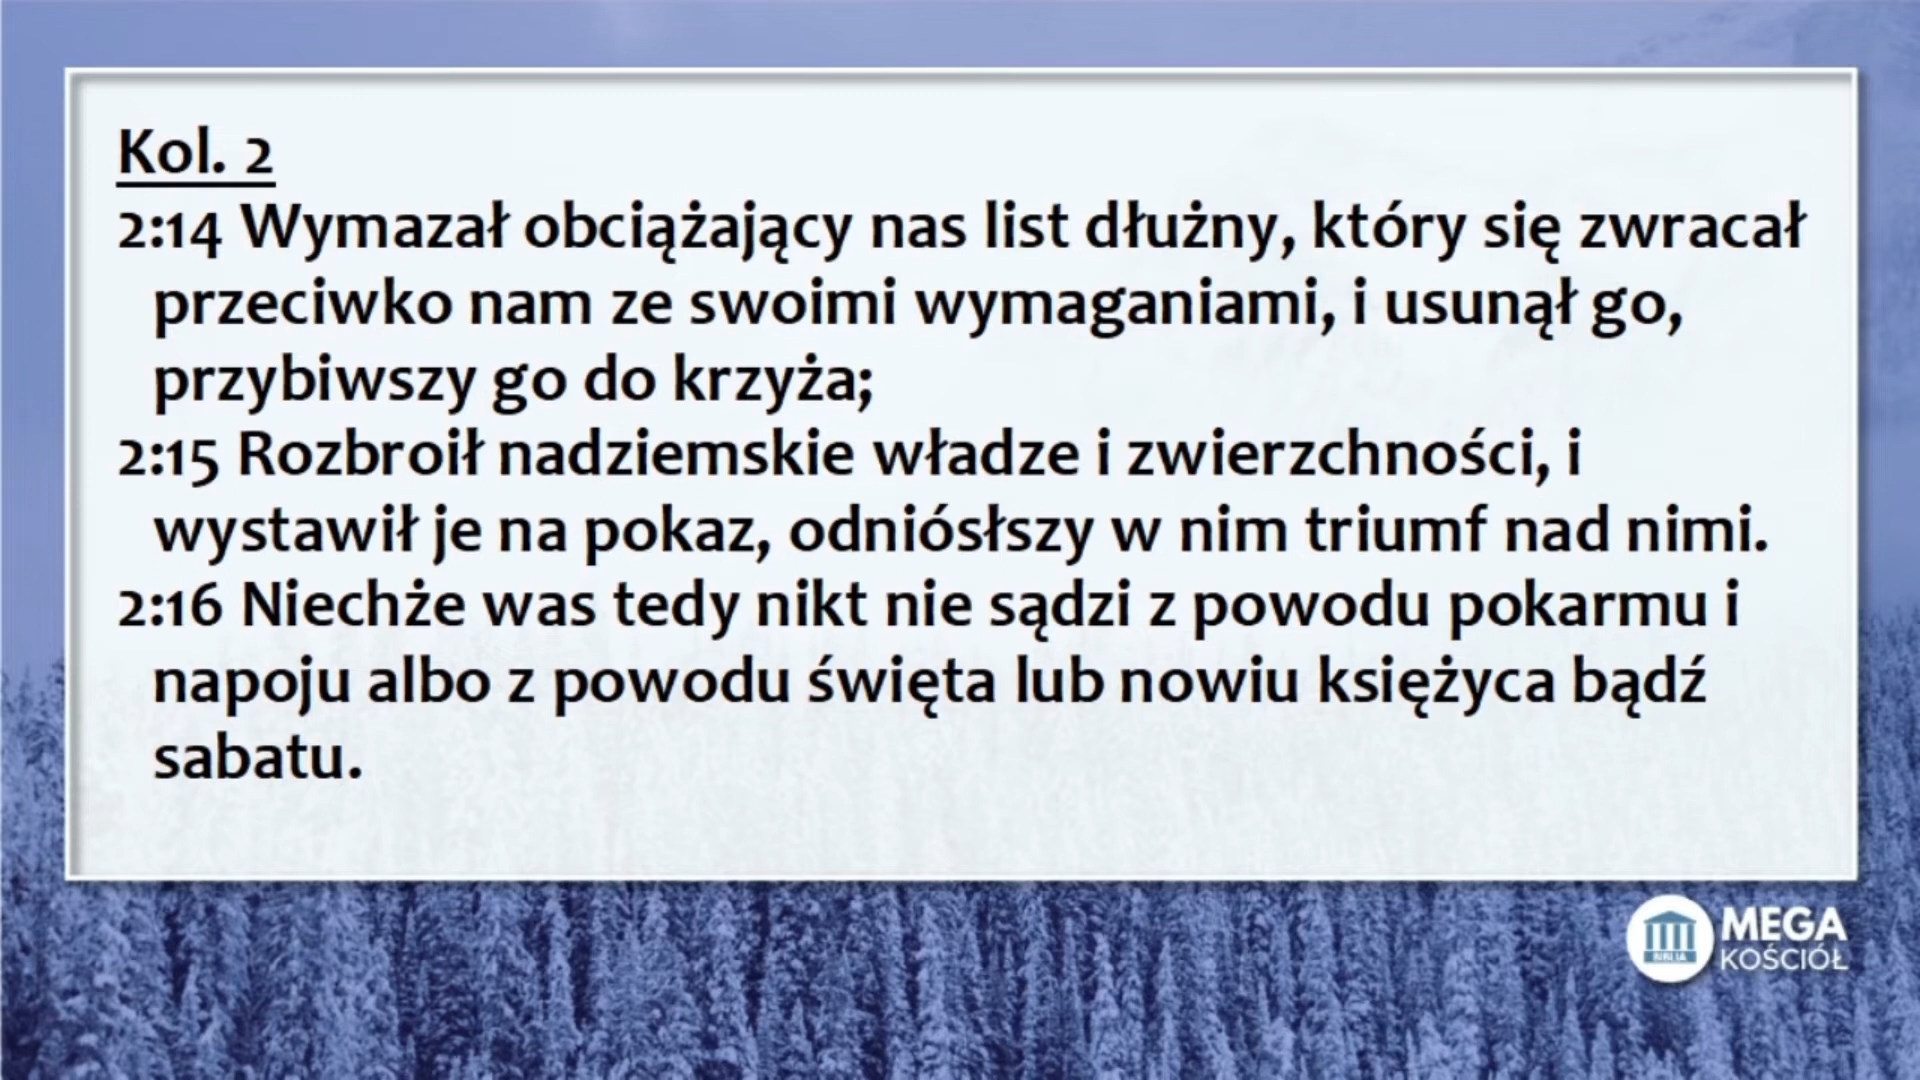 Kol. 2
2:14 Wymazał obciążający nas list dłużny, który się zwracał
przeciwko nam ze swoimi wymaganiami, i usunął go,
przybiwszy go do krzyża;
2:15 Rozbroił nadziemskie władze i zwierzchności, i
wystawił je na pokaz, odniósłszy w nim triumf nad nimi.
2:16 Niechże was tedy nikt nie sądzi z powodu pokarmu i
napoju albo z powodu święta lub nowiu księżyca bądź
sabatu.
BIBLIA
MEGA
KOŚCIÓŁ